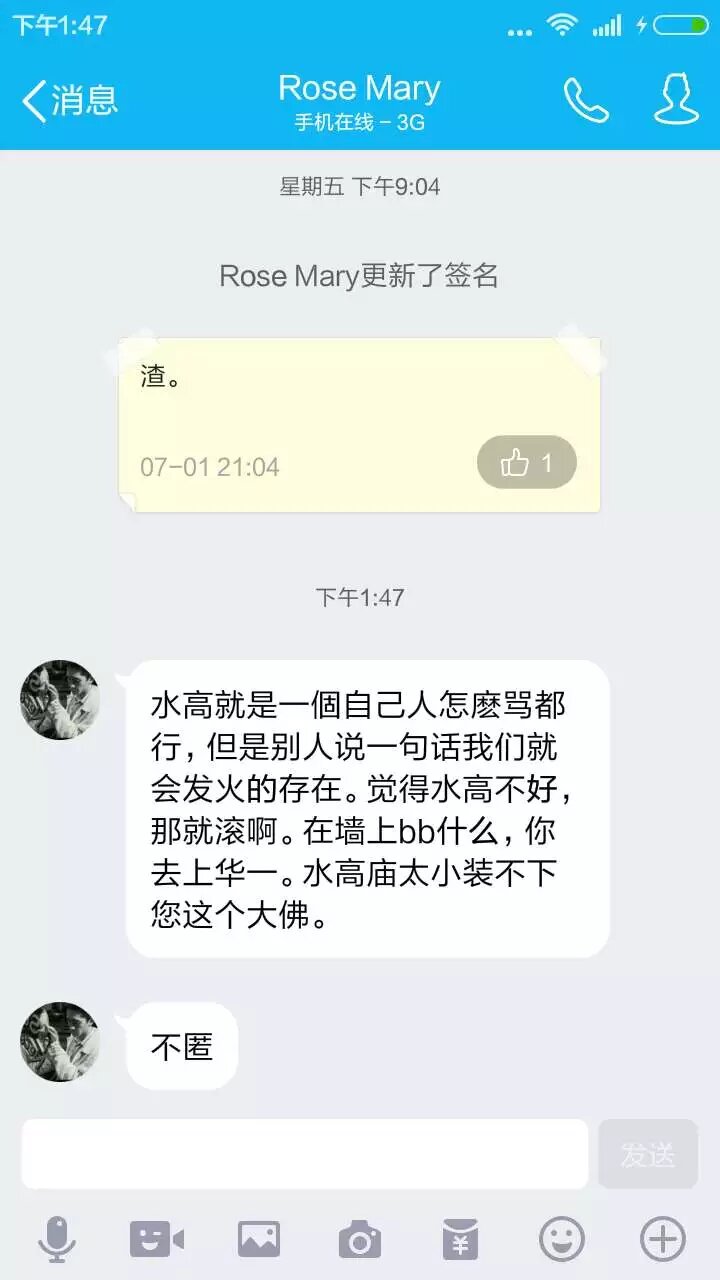 下午1:47
消息
Rose Mary
手机在线 - 3G
星期五 下午9:04
Rose Mary更新了签名
渣。
07-01 21:04
1
下午1:47
水高就是一個自己人怎麽骂都
行，但是别人说一句话我们就
会发火的存在。觉得水高不好，
那就滚啊。在墙上bb什么，你
去上华一。水高庙太小装不下
您这个大佛。
不匿
发送